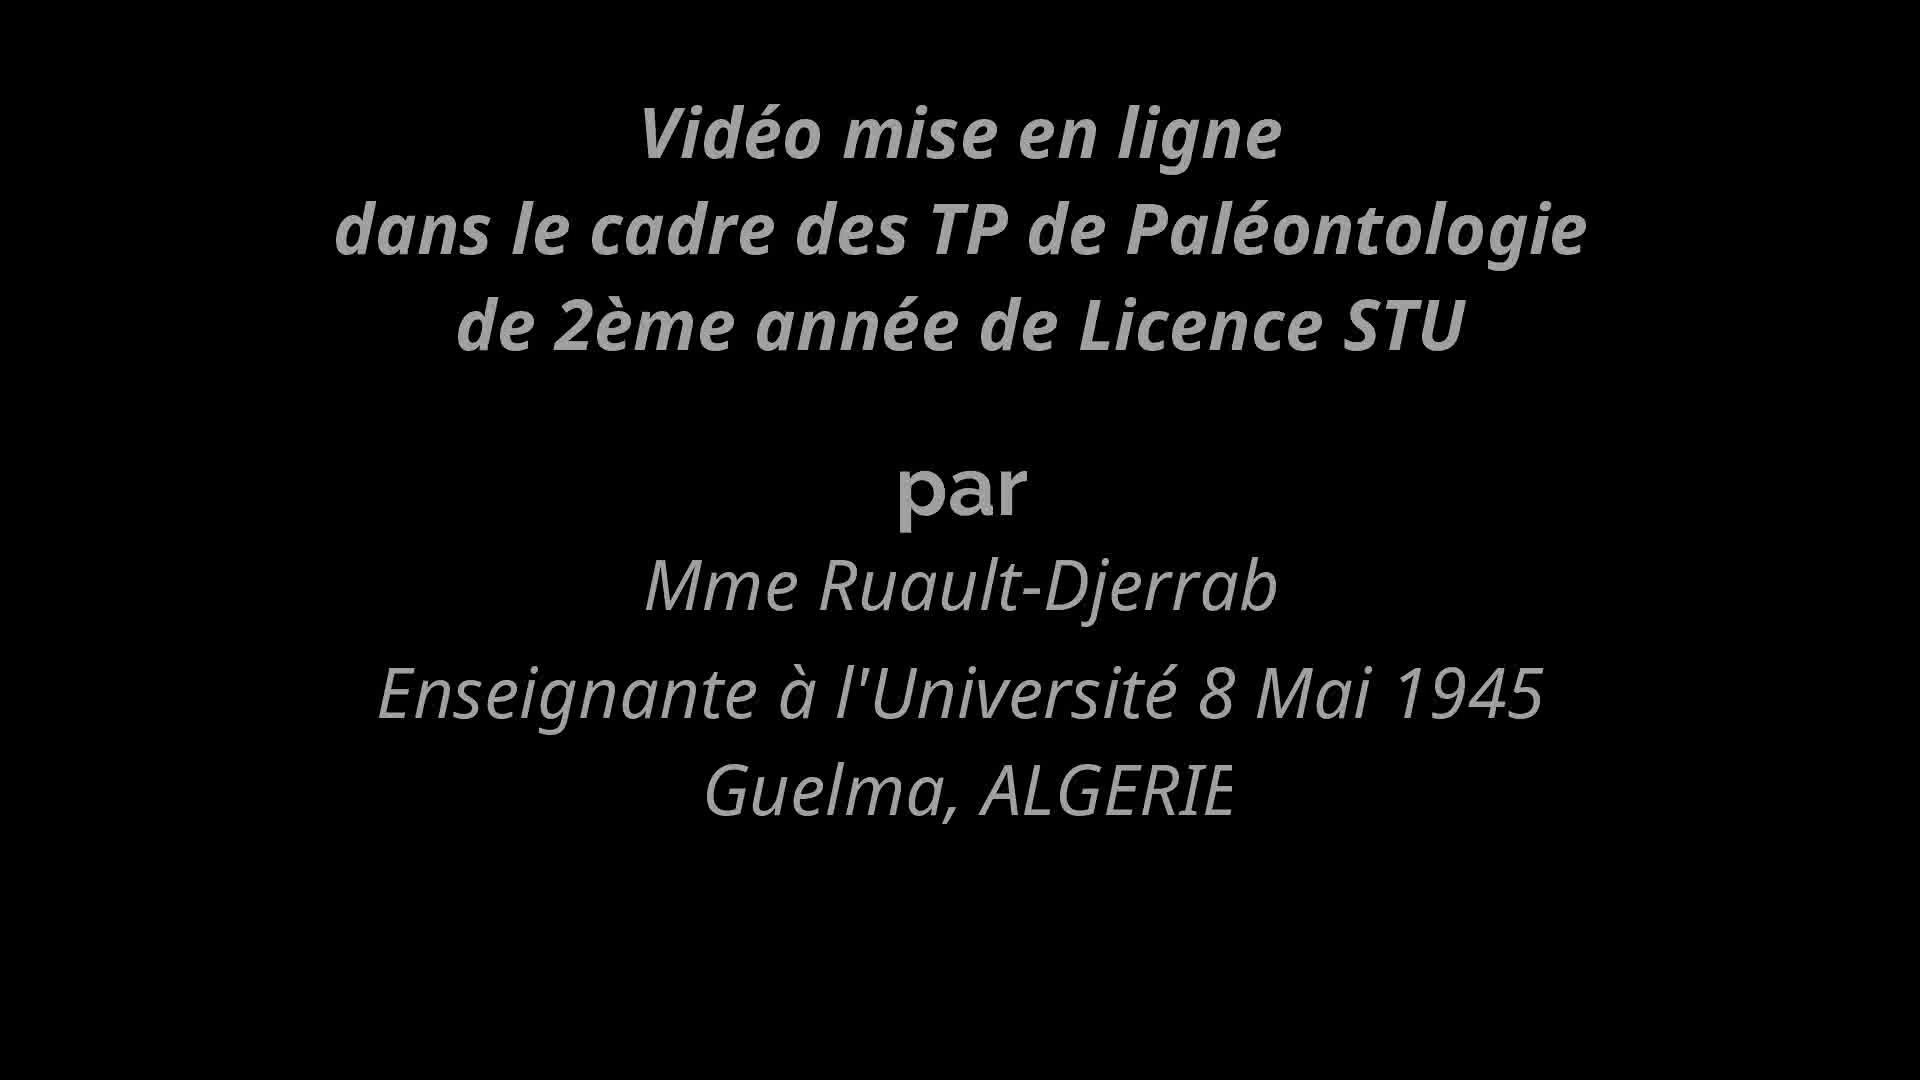 Vidéo mise en ligne
dans le cadre des TP de Paléontologie
de 2ème année de Licence STU
par
Mme Ruault-Djerrab
Enseignante à l'Université 8 Mai 1945
Guelma, ALGERIE